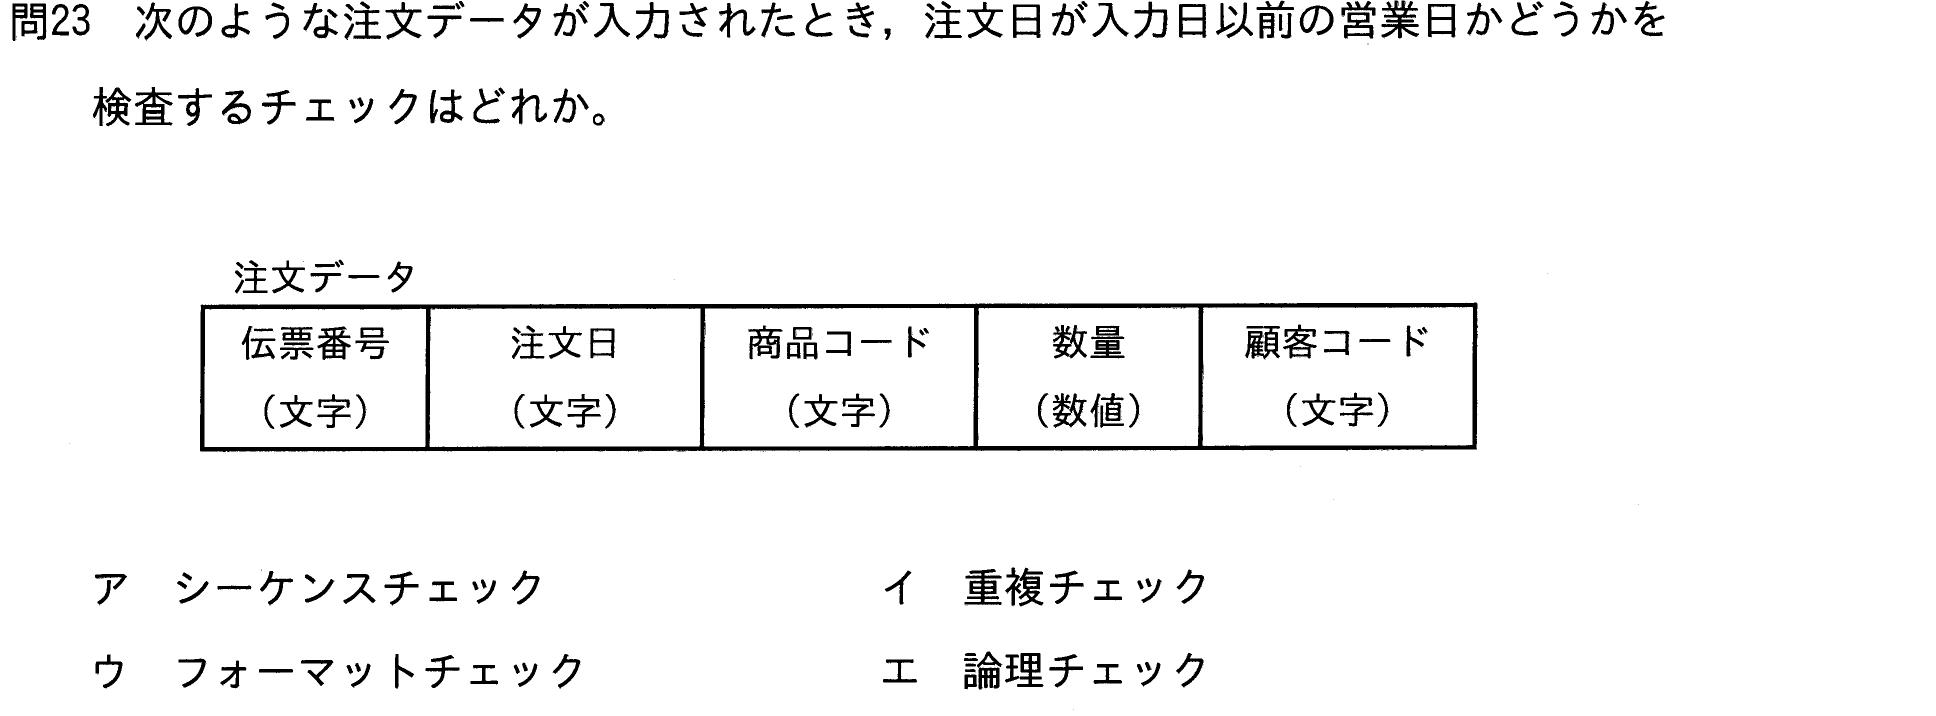 問23　次のような注文データが入力されたとき，注文日が入力日以前の営業日かどうかを
検査するチェックはどれか。
注文データ
伝票番号　注文日　商品コード　数量　顧客コード
（文字）　（文字）　（文字）　（数値）　（文字）
ア　シーケンスチェック　イ　重複チェック
ウ　フォーマットチェック　エ　論理チェック